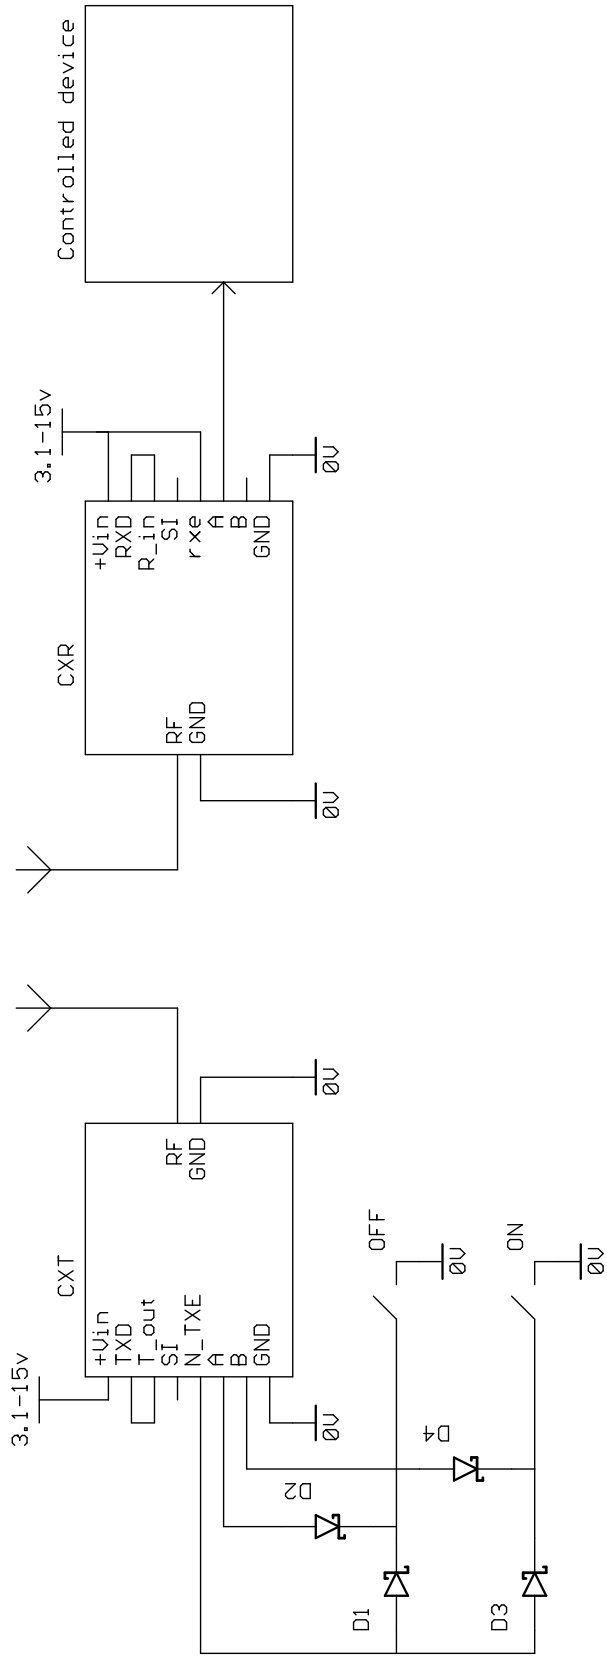 Controlled device
3.1-15v
+Vin
RXD
R_in
SI
rxe
A
B
GND
0V
CXR
RF
GND
0V
RF
GND
0V
CXT
+Vin
TXD
T_out
SI
N_TXE
A
B
GND
3.1-15v
0V
OFF
0V
ON
0V
D2
D4
D1
D3